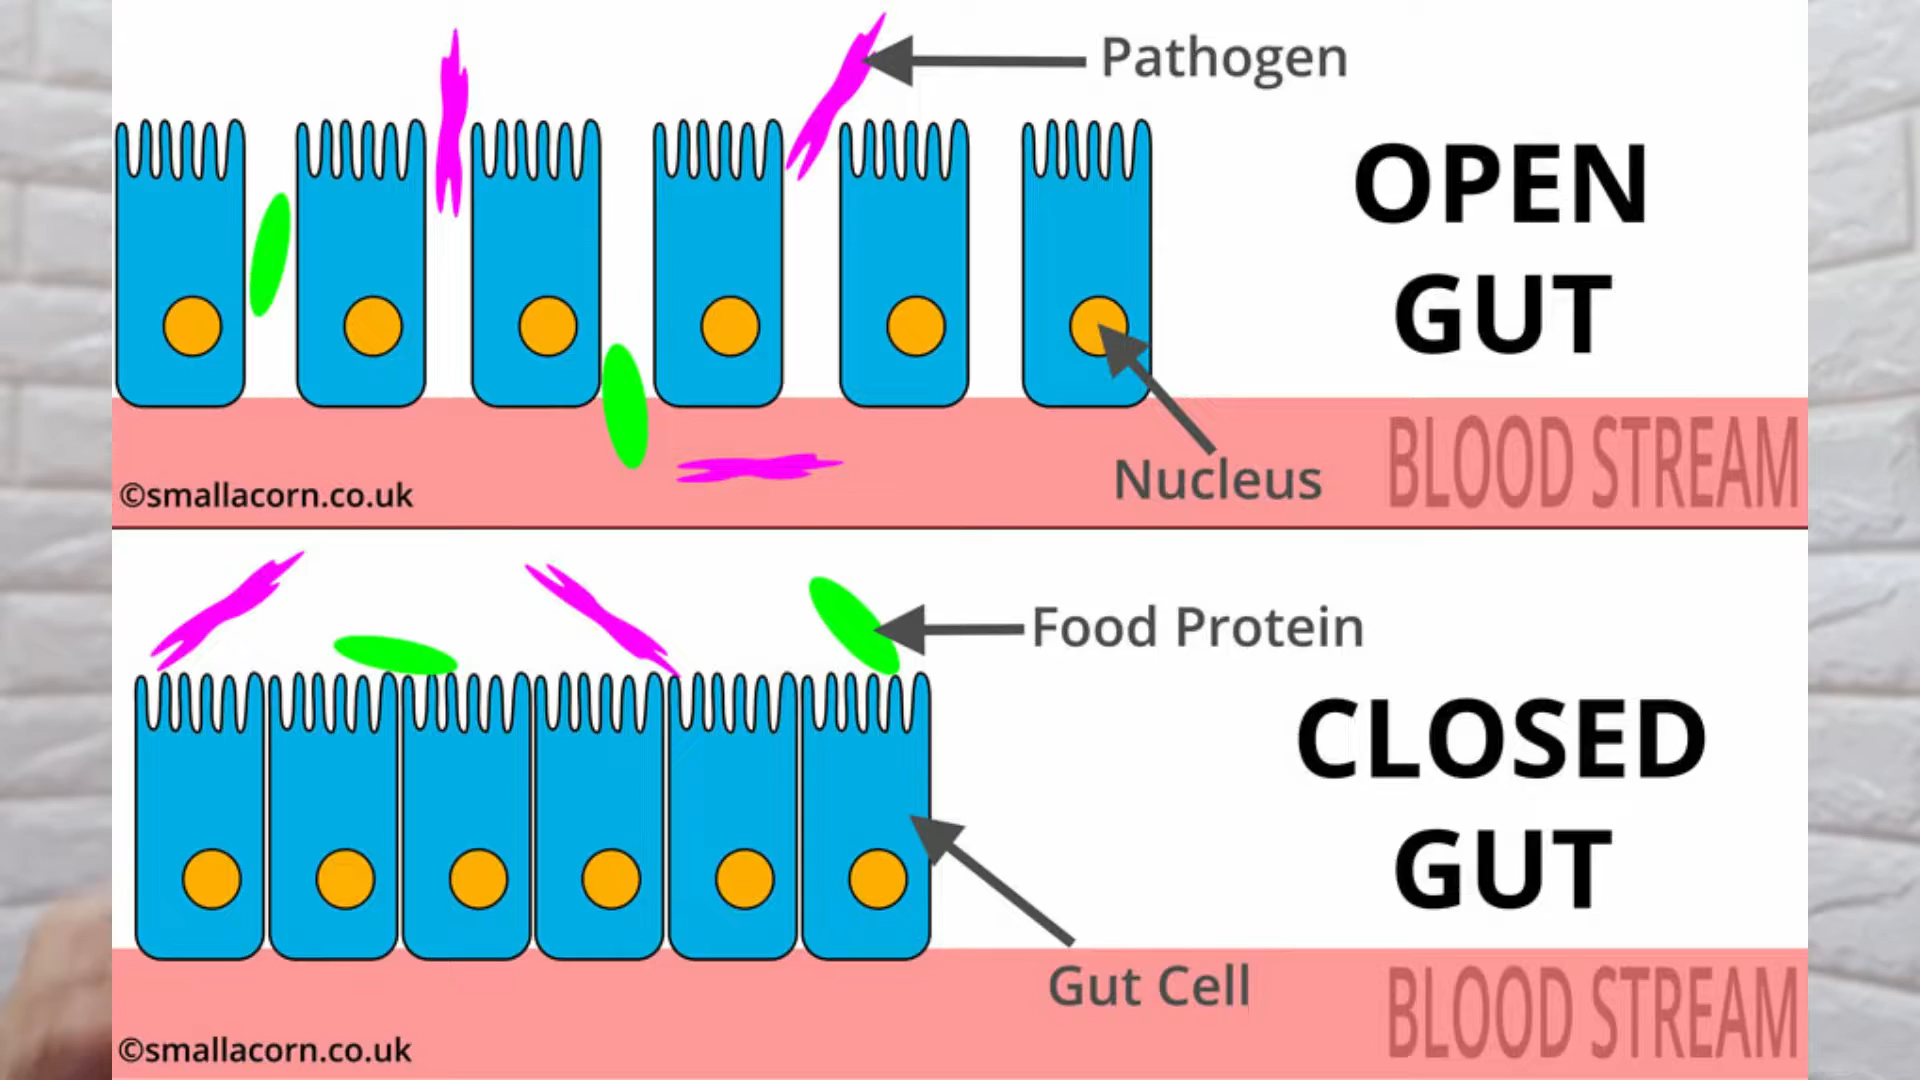 Pathogen
OPEN
GUT
Nucleus
BLOOD STREAM
©smallacorn.co.uk
Food Protein
CLOSED
GUT
Gut Cell
BLOOD STREAM
©smallacorn.co.uk